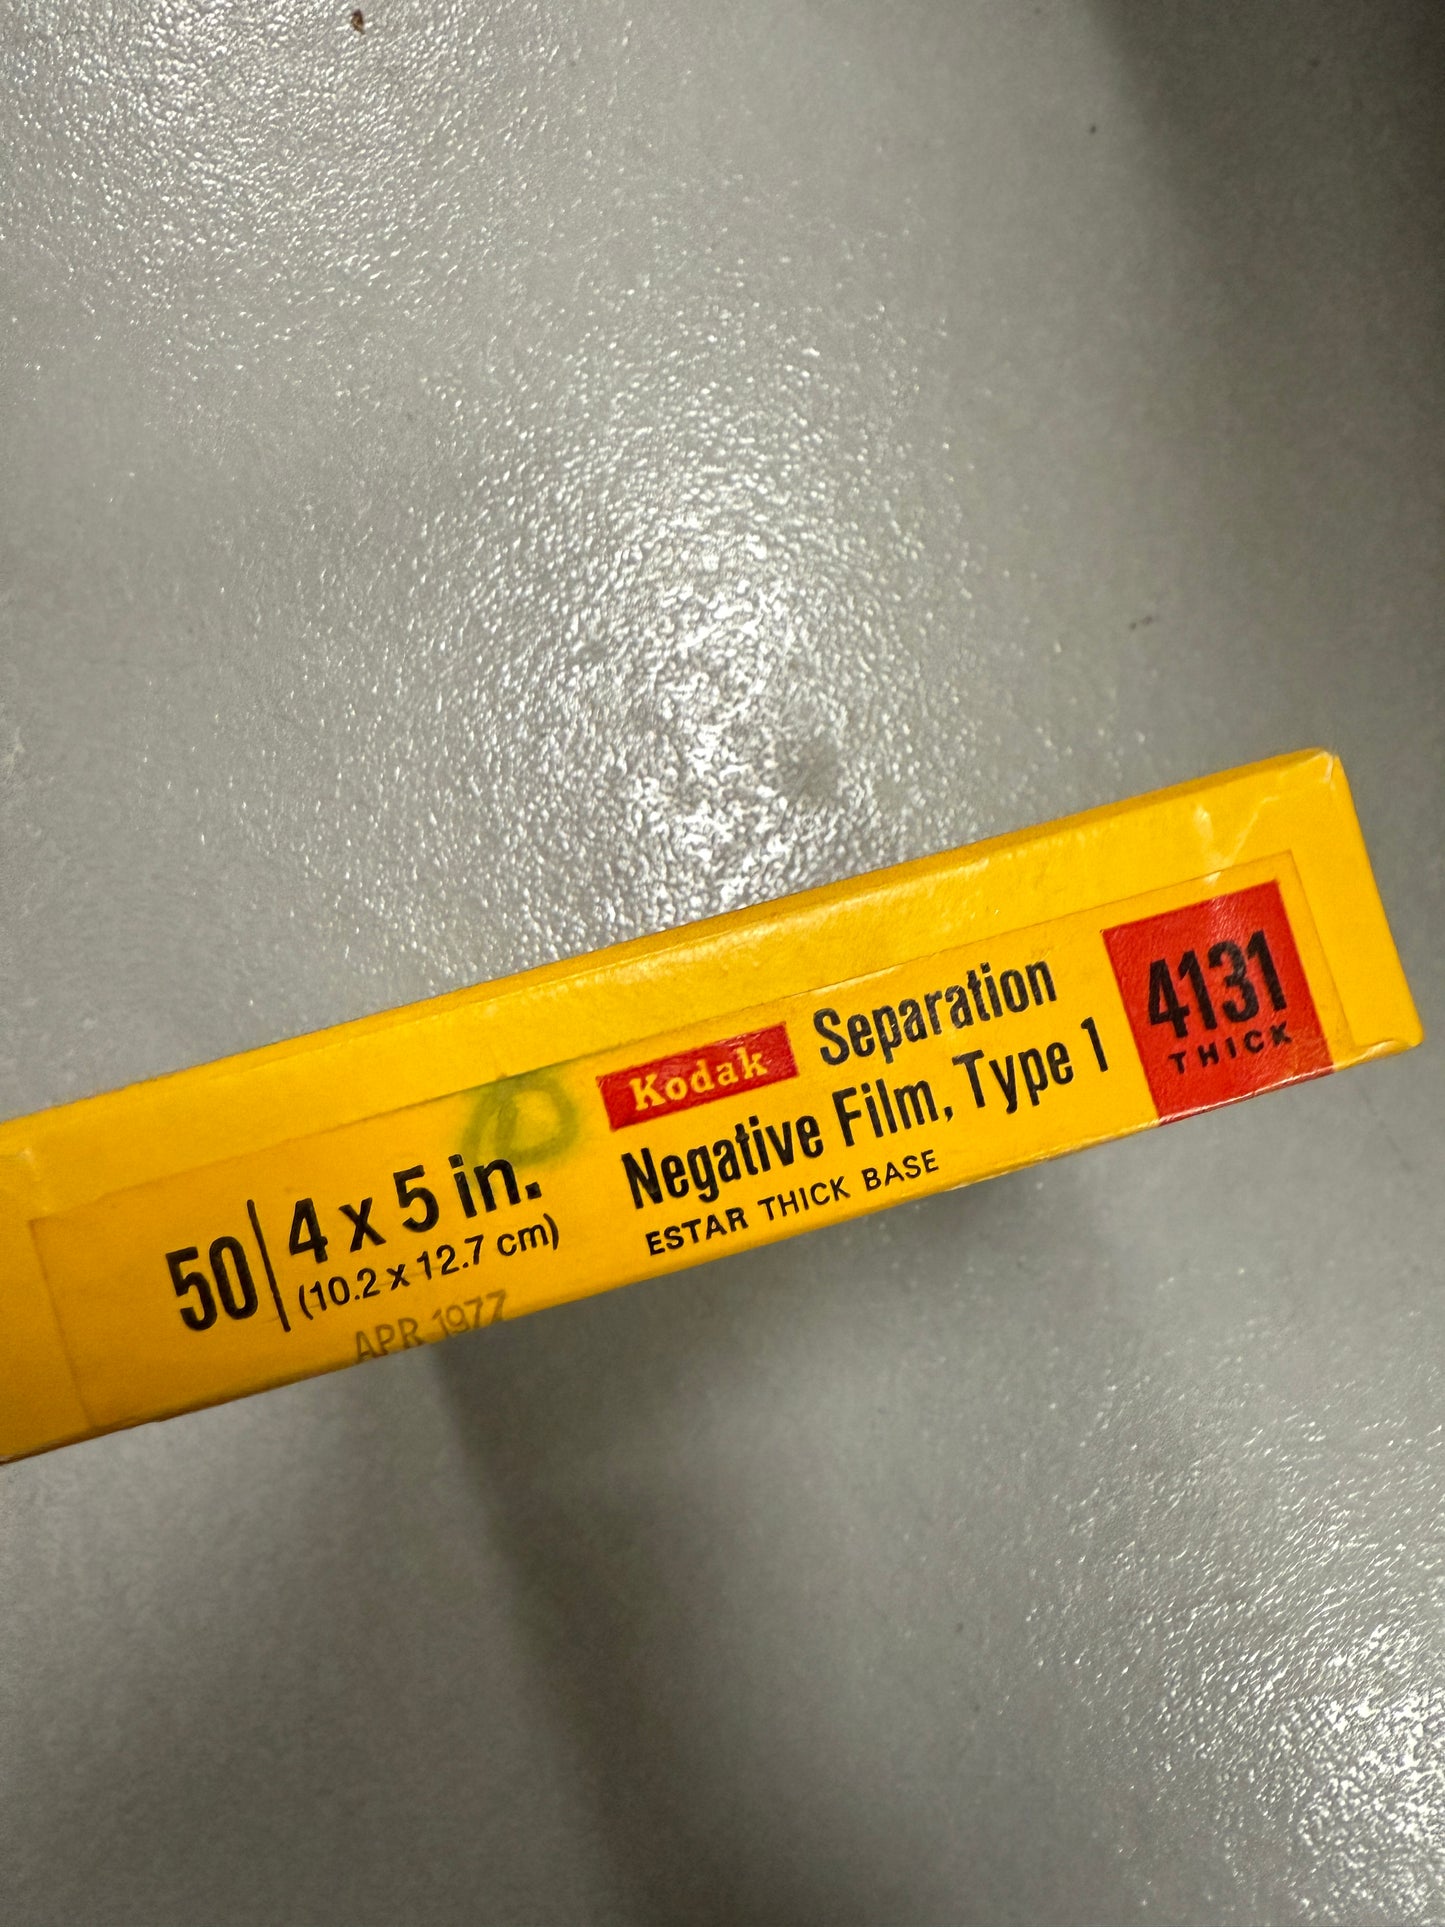 50 | 4 x 5 in.
(10.2 x 12.7 cm)
APR 1977
Kodak Separation
Negative Film, Type 1
ESTAR THICK BASE
4131
THICK